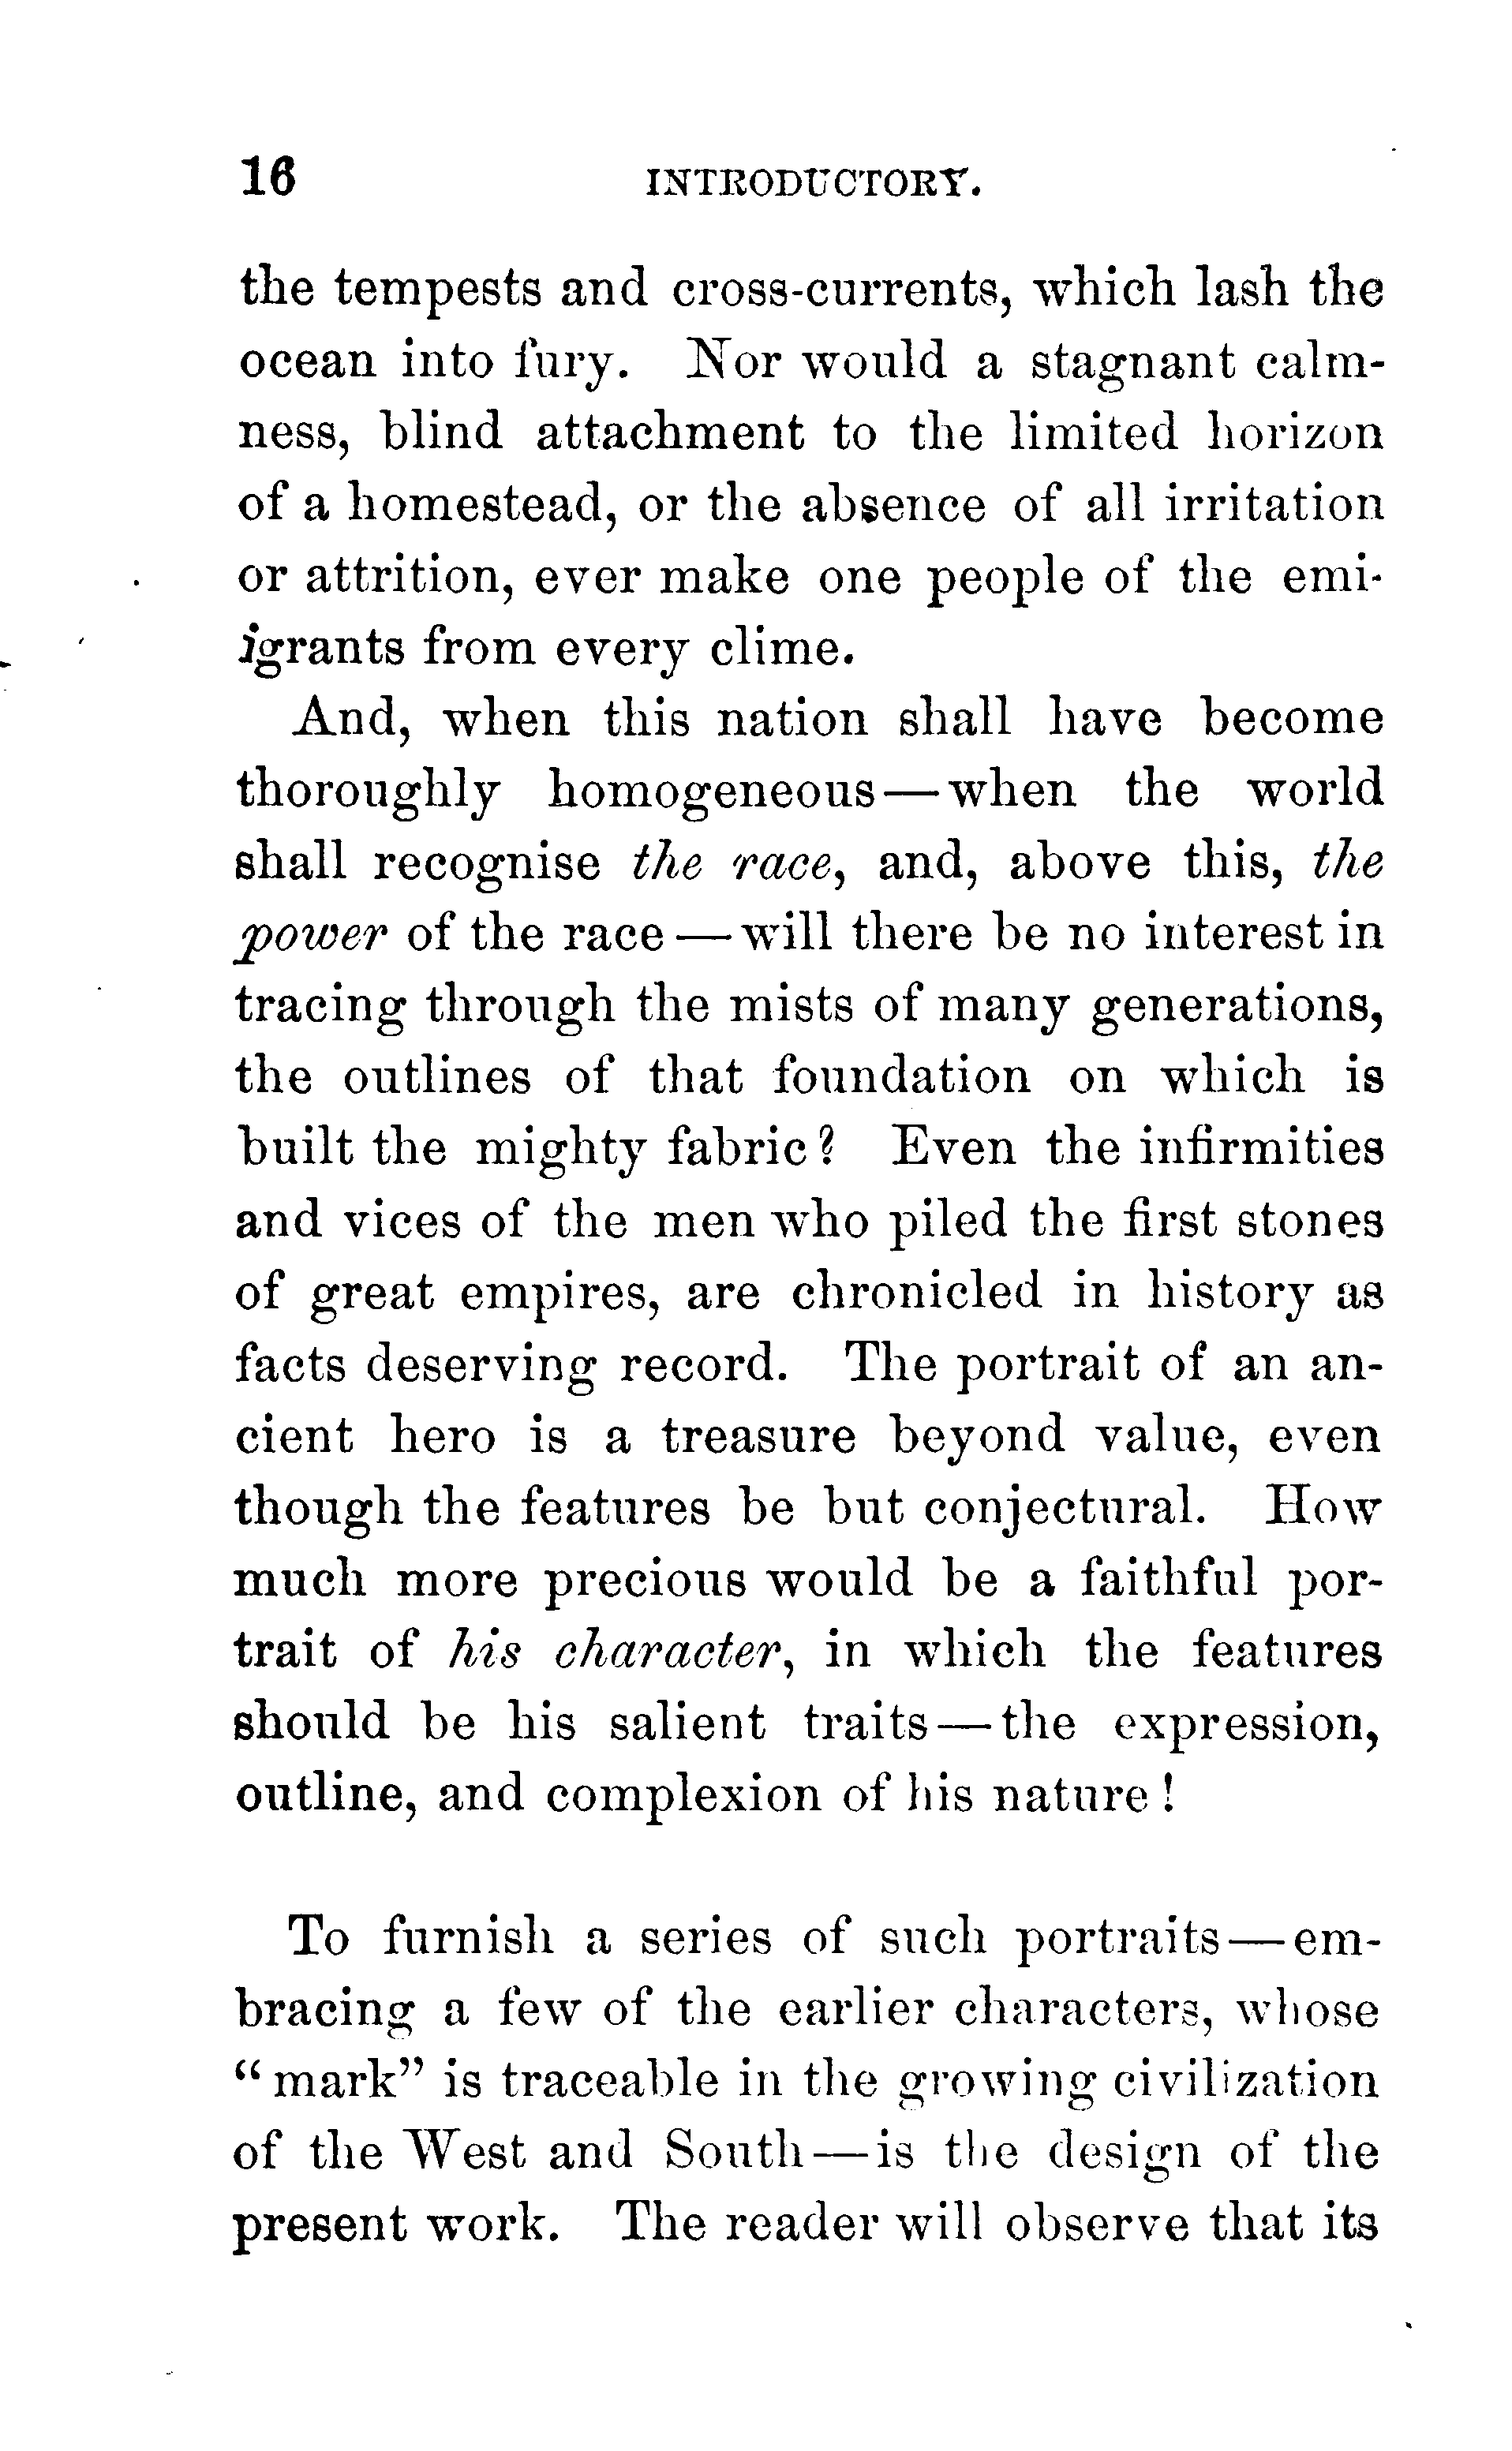 16 INTRODUCTORY.
the tempests and cross-currents, which lash the
ocean into fury. Nor would a stagnant calm-
ness, blind attachment to the limited horizon
of a homestead, or the absence of all irritation
or attrition, ever make one people of the emi-
igrants from every clime.
And, when this nation shall have become
thoroughly homogeneous—when the world
shall recognise the race, and, above this, the
power of the race—will there be no interest in
tracing through the mists of many generations,
the outlines of that foundation on which is
built the mighty fabric? Even the infirmities
and vices of the men who piled the first stones
of great empires, are chronicled in history as
facts deserving record. The portrait of an an-
cient hero is a treasure beyond value, even
though the features be but conjectural. How
much more precious would be a faithful por-
trait of his character, in which the features
should be his salient traits—the expression,
outline, and complexion of his nature!
To furnish a series of such portraits—em-
bracing a few of the earlier characters, whose
“mark” is traceable in the growing civilization
of the West and South—is the design of the
present work. The reader will observe that its